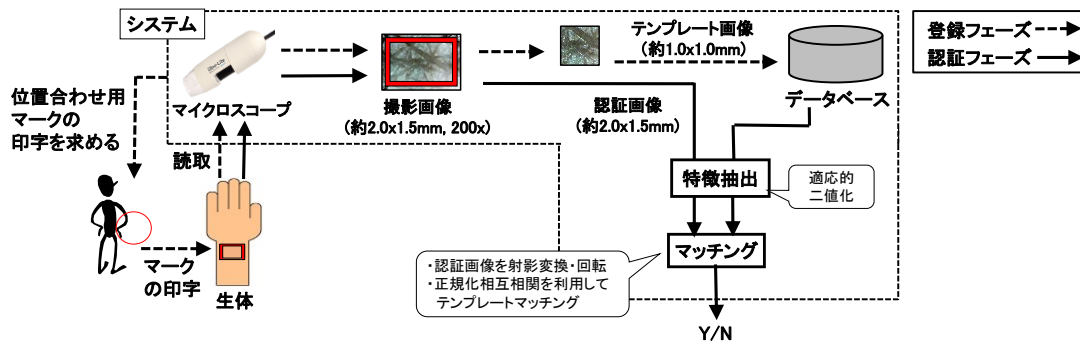 システム
テンプレート画像
(約1.0x1.0mm)
登録フェーズ
認証フェーズ
位置合わせ用
マークの
印字を求める
マイクロスコープ
撮影画像
(約2.0x1.5mm, 200x)
認証画像
(約2.0x1.5mm)
データベース
読取
特徴抽出
適応的
二値化
マーク
の印字
生体
マッチング
・認証画像を射影変換・回転
・正規化相互相関を利用して
テンプレートマッチング
Y/N